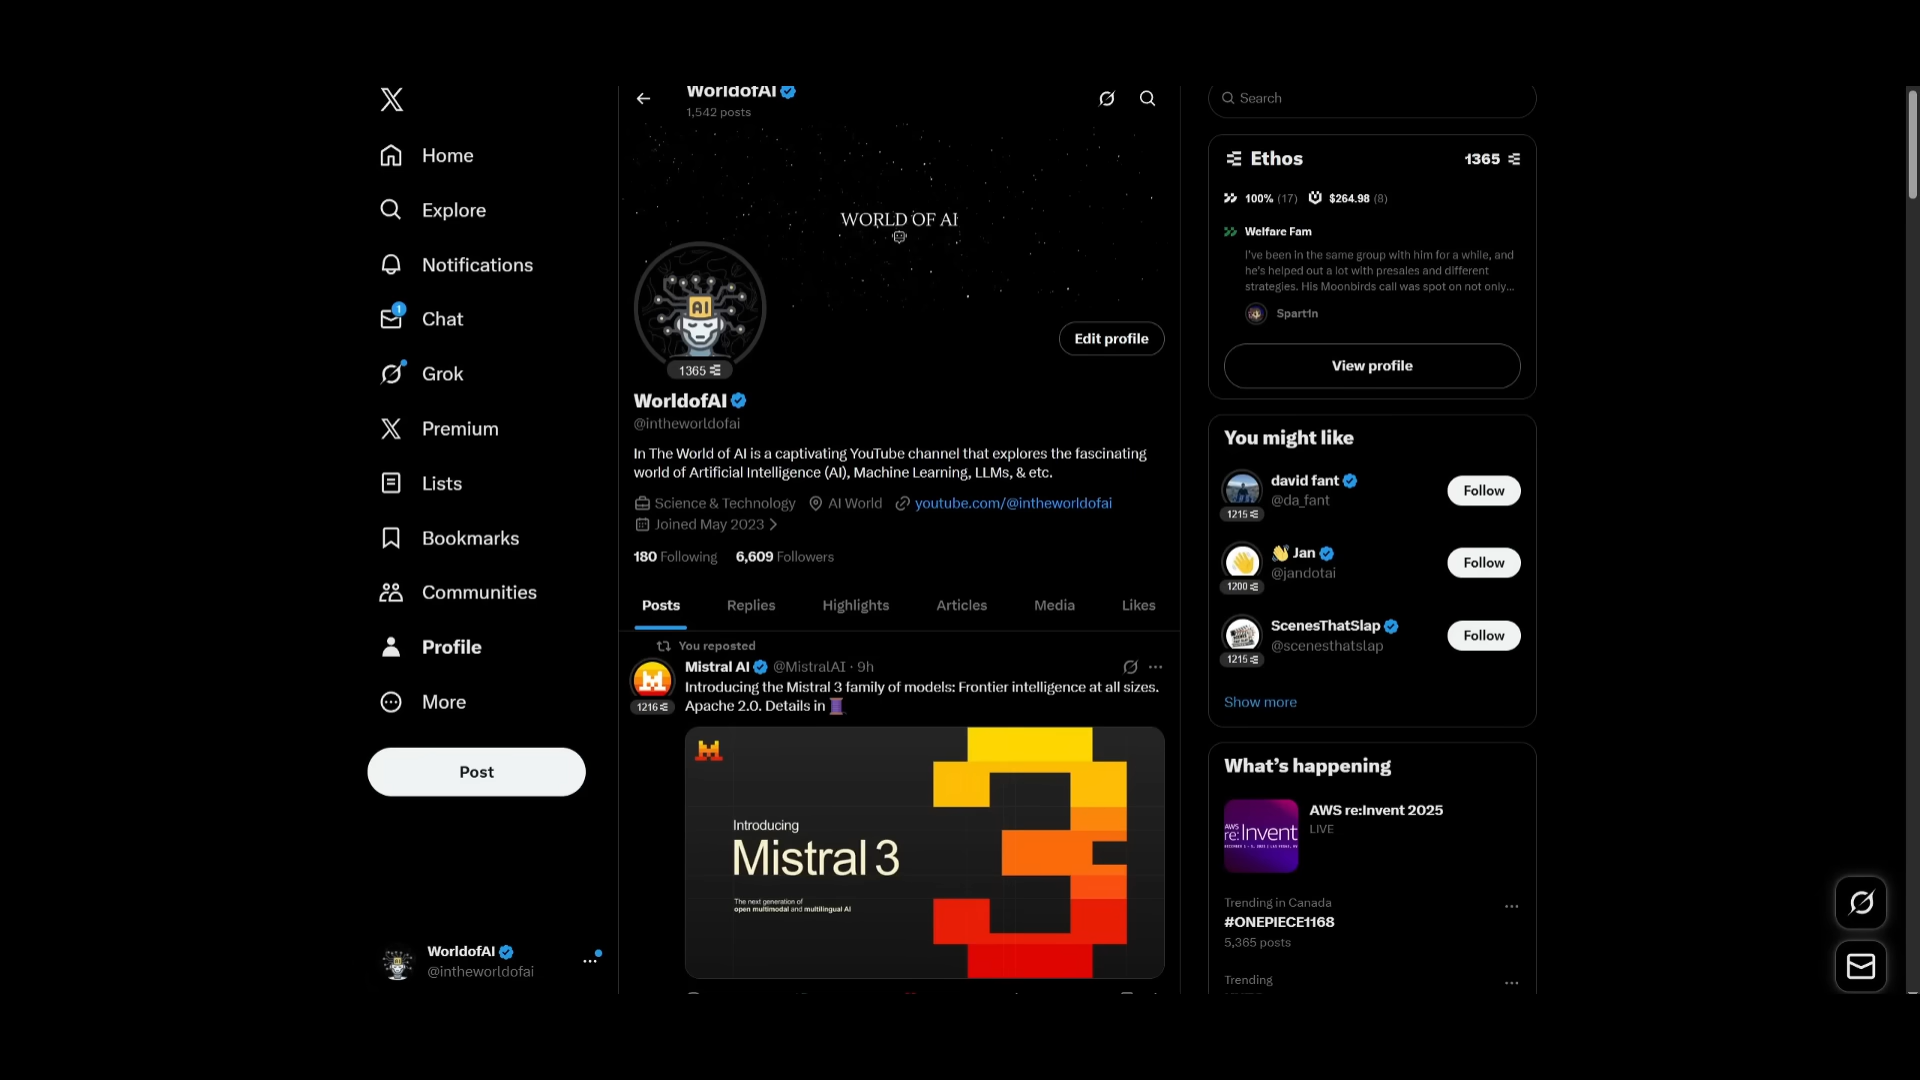 Home
Explore
Notifications
1
Chat
Grok
Premium
Lists
Bookmarks
Communities
Profile
More
Post
WorldofAI
@intheworldofai
WorldofAI
1,542 posts
WORLD OF AI
AI
1365
Edit profile
WorldofAI
@intheworldofai
In The World of AI is a captivating YouTube channel that explores the fascinating
world of Artificial Intelligence (AI), Machine Learning, LLMs, & etc.
Science & Technology AI World youtube.com/@intheworldofai
Joined May 2023
180 Following 6,609 Followers
Posts Replies Highlights Articles Media Likes
You reposted
Mistral AI @MistralAI · 9h
Introducing the Mistral 3 family of models: Frontier intelligence at all sizes.
Apache 2.0. Details in
1216
Introducing
Mistral 3
The next generation of
open multimodal and multilingual AI
Search
Ethos 1365
100% (17) $264.98 (8)
Welfare Fam
I've been in the same group with him for a while, and
he's helped out a lot with presales and different
strategies. His Moonbirds call was spot on not only...
Spart1n
View profile
You might like
david fant
@da_fant
1215
Follow
Jan
@jandotai
1200
Follow
ScenesThatSlap
@scenesthatslap
1215
Follow
Show more
What's happening
AWS
re:Invent
AWS re:Invent 2025
LIVE
Trending in Canada
#ONEPIECE1168
5,365 posts
Trending